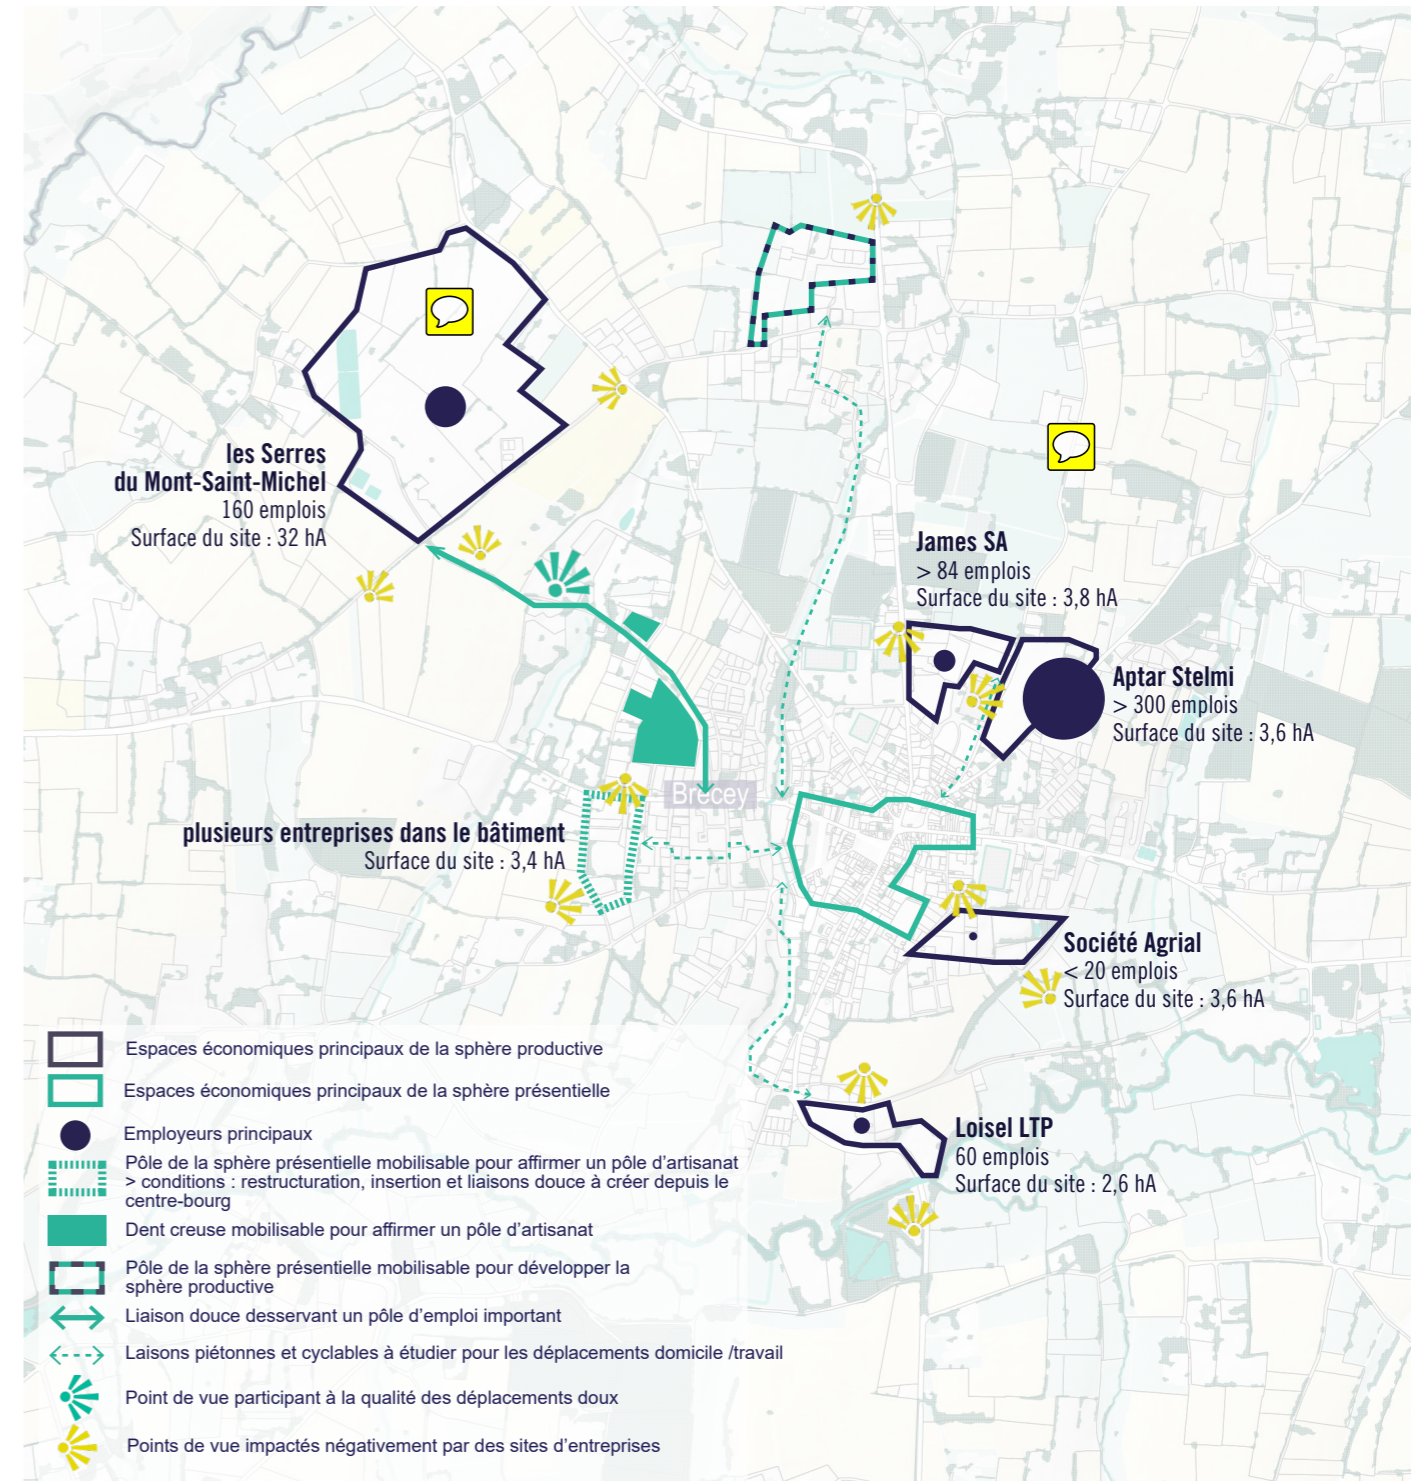 les Serres
du Mont-Saint-Michel
160 emplois
Surface du site : 32 hA
James SA
> 84 emplois
Surface du site : 3,8 hA
Aptar Stelmi
> 300 emplois
Surface du site : 3,6 hA
Brécey
plusieurs entreprises dans le bâtiment
Surface du site : 3,4 hA
Société Agrial
< 20 emplois
Surface du site : 3,6 hA
Loisel LTP
60 emplois
Surface du site : 2,6 hA
Espaces économiques principaux de la sphère productive
Espaces économiques principaux de la sphère présentielle
Employeurs principaux
Pôle de la sphère présentielle mobilisable pour affirmer un pôle d'artisanat
> conditions : restructuration, insertion et liaisons douce à créer depuis le
centre-bourg
Dent creuse mobilisable pour affirmer un pôle d'artisanat
Pôle de la sphère présentielle mobilisable pour développer la
sphère productive
Liaison douce desservant un pôle d'emploi important
Laisons piétonnes et cyclables à étudier pour les déplacements domicile /travail
Point de vue participant à la qualité des déplacements doux
Points de vue impactés négativement par des sites d'entreprises